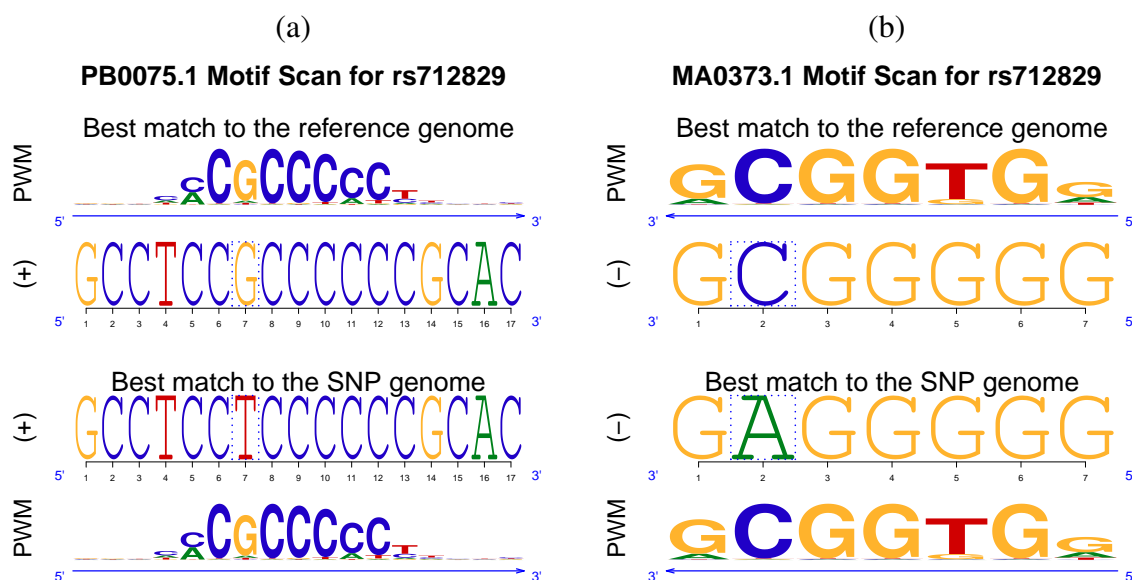 (a)
PB0075.1 Motif Scan for rs712829
Best match to the reference genome
PWM
CGCCCCC
5' 3'
(+)
GCCTCCGCCCCCCGCAC
5' 3'
1 2 3 4 5 6 7 8 9 10 11 12 13 14 15 16 17
Best match to the SNP genome
(+)
GCCTCCTCCCCCCGCAC
5' 3'
1 2 3 4 5 6 7 8 9 10 11 12 13 14 15 16 17
PWM
CGCCCCC
5' 3'
(b)
MA0373.1 Motif Scan for rs712829
Best match to the reference genome
PWM
GCGGTGG
3' 5'
(−)
GCGGGGG
3' 5'
1 2 3 4 5 6 7
Best match to the SNP genome
(−)
GAGGGGG
3' 5'
1 2 3 4 5 6 7
PWM
GCGGTGG
3' 5'